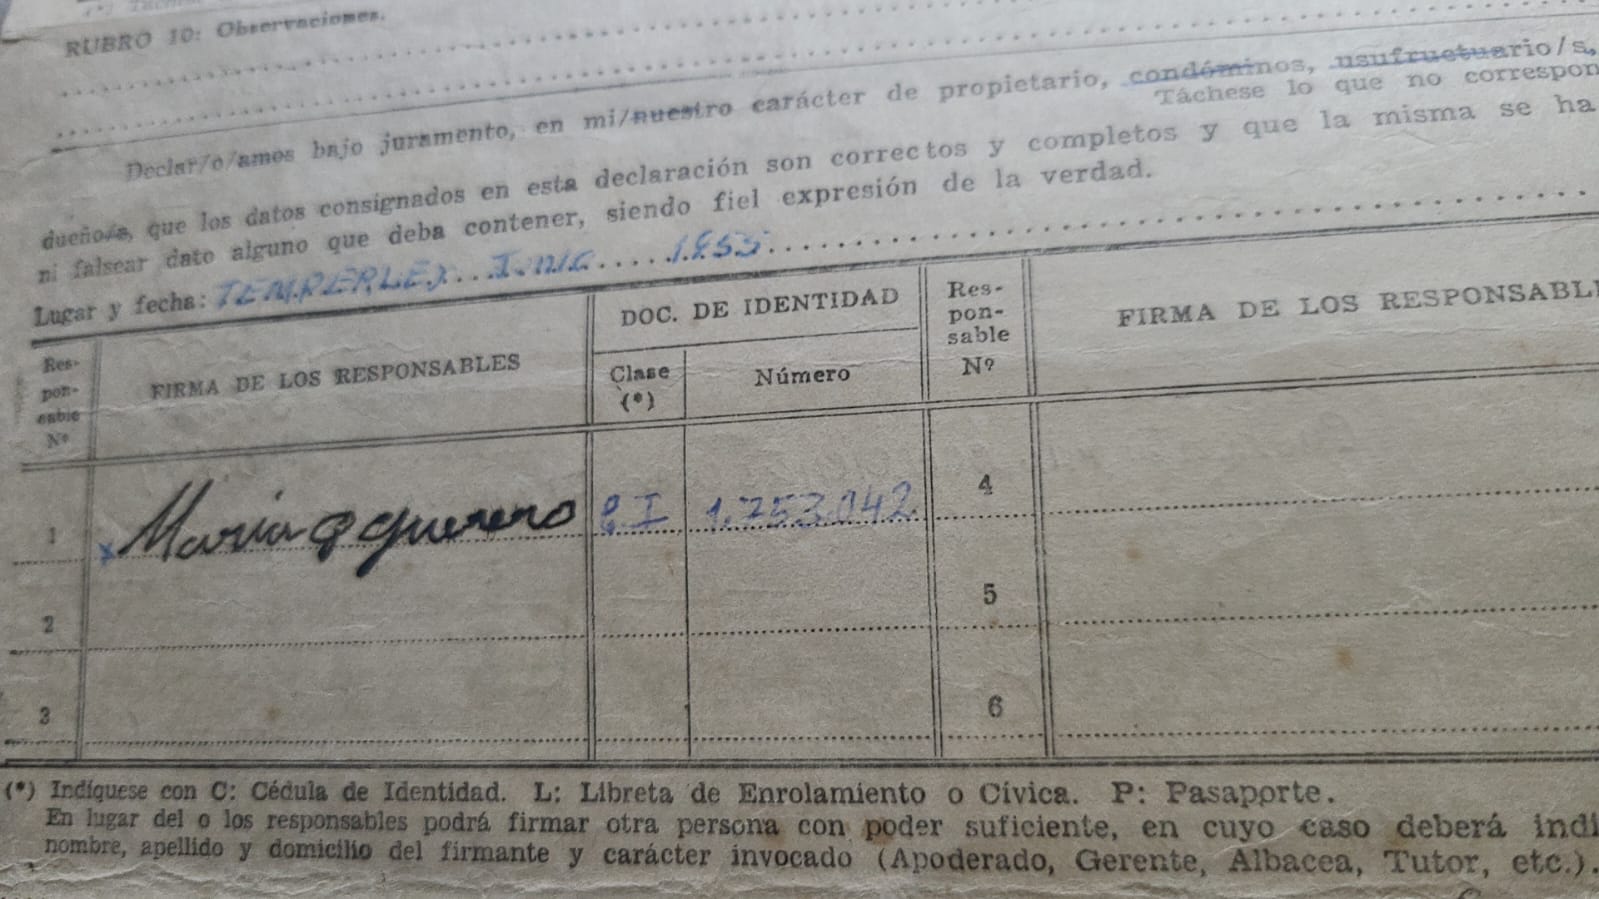 RUBRO 10: Observaciones.
Declar/o/amos bajo juramento, en mi/nuestro carácter de propietario, condóminos, usufructuario/s,
Táchese lo que no correspon
dueño/s, que los datos consignados en esta declaración son correctos y completos y que la misma se ha
ni falsear dato alguno que deba contener, siendo fiel expresión de la verdad.
Lugar y fecha: TEMPERLEY
Res-
pon-
sable
Nº
FIRMA DE LOS RESPONSABLES
DOC. DE IDENTIDAD
Clase
(*)
Número
Res-
pon-
sable
Nº
FIRMA DE LOS RESPONSABL
1 Maria 1.753.042
2
3
4
5
6
(*) Indíquese con C: Cédula de Identidad. L: Libreta de Enrolamiento o Cívica. P: Pasaporte.
En lugar del o los responsables podrá firmar otra persona con poder suficiente, en cuyo caso deberá indi
nombre, apellido y domicilio del firmante y carácter invocado (Apoderado, Gerente, Albacea, Tutor, etc.).